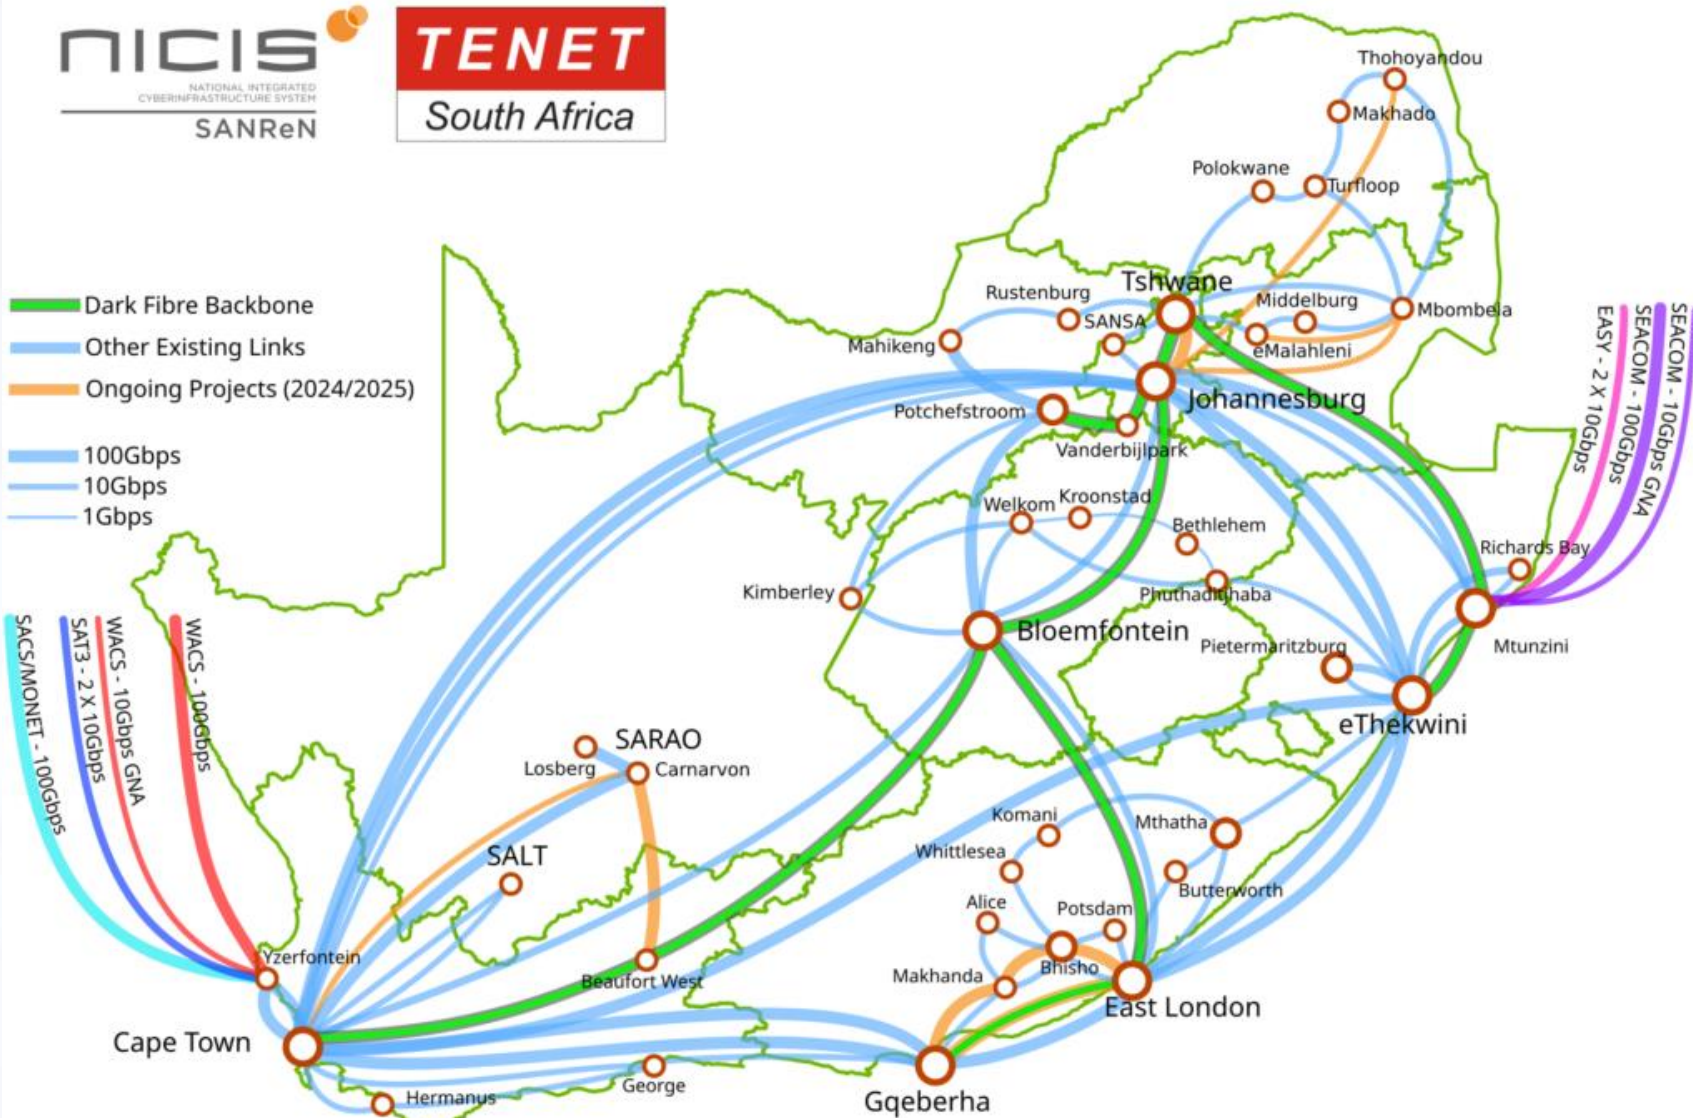 NICIS
NATIONAL INTEGRATED
CYBERINFRASTRUCTURE SYSTEM
SANReN
TENET
South Africa
Dark Fibre Backbone
Other Existing Links
Ongoing Projects (2024/2025)
100Gbps
10Gbps
1Gbps
Thohoyandou
Makhado
Polokwane
Turfloop
Tshwane
Rustenburg
SANSA
Middelburg
Mbombela
Mahikeng
eMalahleni
Johannesburg
Potchefstroom
Vanderbijlpark
EASY - 2 X 10Gbps
SEACOM - 100Gbps
SEACOM - 10Gbps GNA
Welkom
Kroonstad
Bethlehem
Richards Bay
Kimberley
Phuthaditjhaba
Bloemfontein
Pietermaritzburg
Mtunzini
eThekwini
SACS/MONET - 100Gbps
SAT3 - 2 X 10Gbps
WACS - 10Gbps GNA
WACS - 100Gbps
SARAO
Losberg
Carnarvon
SALT
Komani
Mthatha
Whittlesea
Butterworth
Alice
Potsdam
Yzerfontein
Beaufort West
Makhanda
Bhisho
East London
Cape Town
George
Hermanus
Gqeberha